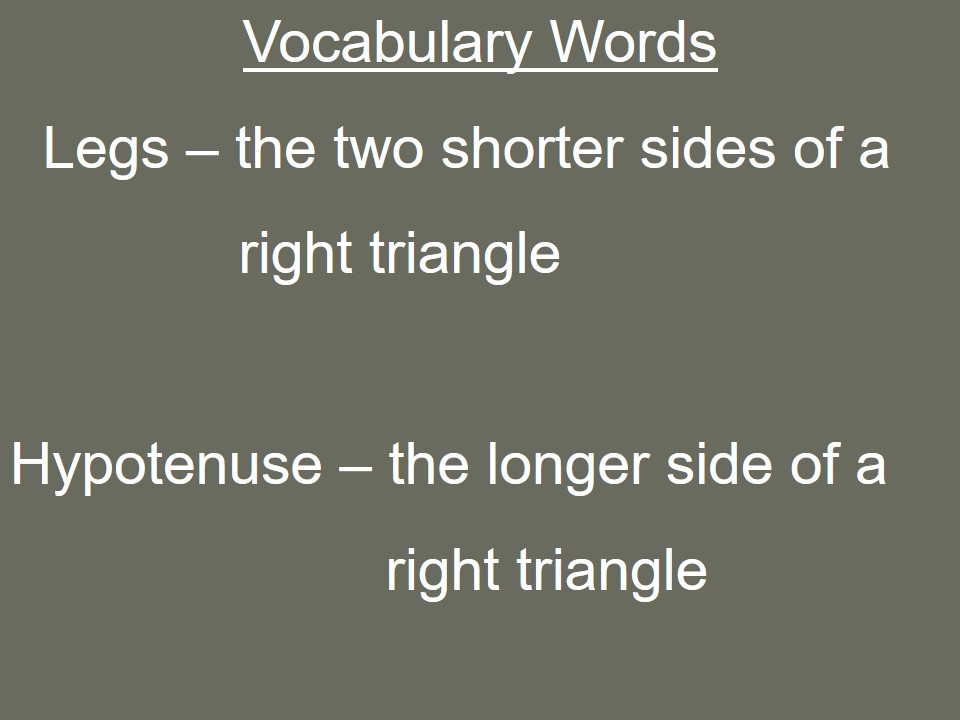 Vocabulary Words
Legs – the two shorter sides of a
right triangle
Hypotenuse – the longer side of a
right triangle